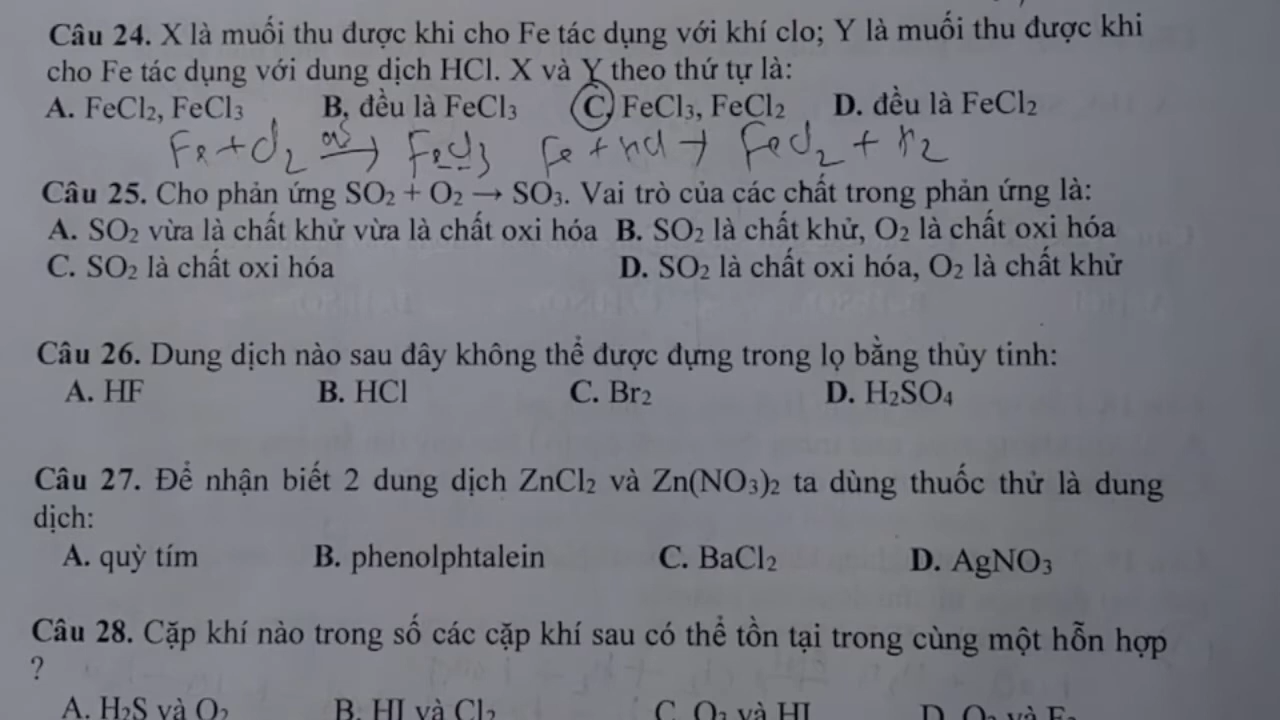 Câu 24. X là muối thu được khi cho Fe tác dụng với khí clo; Y là muối thu được khi
cho Fe tác dụng với dung dịch HCl. X và Y theo thứ tự là:
A. FeCl₂, FeCl₃ B. đều là FeCl₃ C. FeCl₃, FeCl₂ D. đều là FeCl₂
Fe + Cl₂ → FeCl₃ Fe + HCl → FeCl₂ + H₂
Câu 25. Cho phản ứng SO₂ + O₂ → SO₃. Vai trò của các chất trong phản ứng là:
A. SO₂ vừa là chất khử vừa là chất oxi hóa B. SO₂ là chất khử, O₂ là chất oxi hóa
C. SO₂ là chất oxi hóa D. SO₂ là chất oxi hóa, O₂ là chất khử
Câu 26. Dung dịch nào sau đây không thể được đựng trong lọ bằng thủy tinh:
A. HF B. HCl C. Br₂ D. H₂SO₄
Câu 27. Để nhận biết 2 dung dịch ZnCl₂ và Zn(NO₃)₂ ta dùng thuốc thử là dung
dịch:
A. quỳ tím B. phenolphtalein C. BaCl₂ D. AgNO₃
Câu 28. Cặp khí nào trong số các cặp khí sau có thể tồn tại trong cùng một hỗn hợp
?
A. H₂S và O₂ B. HI và Cl₂ C. và HI D. và